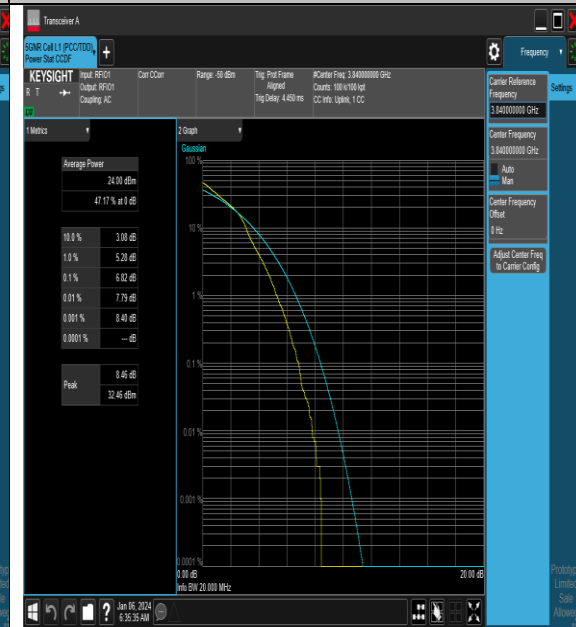 Transceiver A
5GNR Cell L1 (PCC/TDD)
Power Stat CCDF
+
Frequency
KEYSIGHT
R T
Input: RFIO1
Output: RFIO1
Coupling: AC
Corr CCorr
Range: -50 dBm
Trig: Prot Frame
Aligned
Trig Delay: 4.450 ms
#Center Freq: 3.840000000 GHz
Counts: 100 k/100 kpt
CC Info: Uplink, 1 CC
Carrier Reference
Frequency
3.840000000 GHz
Settings
Center Frequency
3.840000000 GHz
Auto
Man
Center Frequency
Offset
0 Hz
Adjust Center Freq
to Carrier Config
1 Metrics
Average Power
24.00 dBm
47.17 % at 0 dB
10.0 % 3.08 dB
1.0 % 5.28 dB
0.1 % 6.82 dB
0.01 % 7.79 dB
0.001 % 8.40 dB
0.0001 % --- dB
Peak
8.46 dB
32.46 dBm
2 Graph
Gaussian
100 %
10 %
1 %
0.1 %
0.01 %
0.001 %
0.0001 %
0.00 dB
20.00 dB
Info BW 20.000 MHz
Jan 06, 2024
6:35:35 AM
?